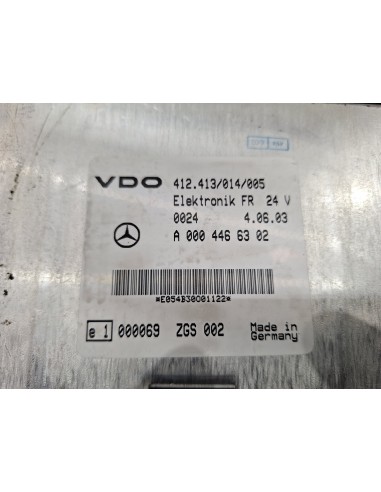 VDO 412.413/014/005
Elektronik FR 24 V
0024 4.06.03
A 000 446 63 02
*E054B30001122*
e1 000069 ZGS 002 Made in
Germany